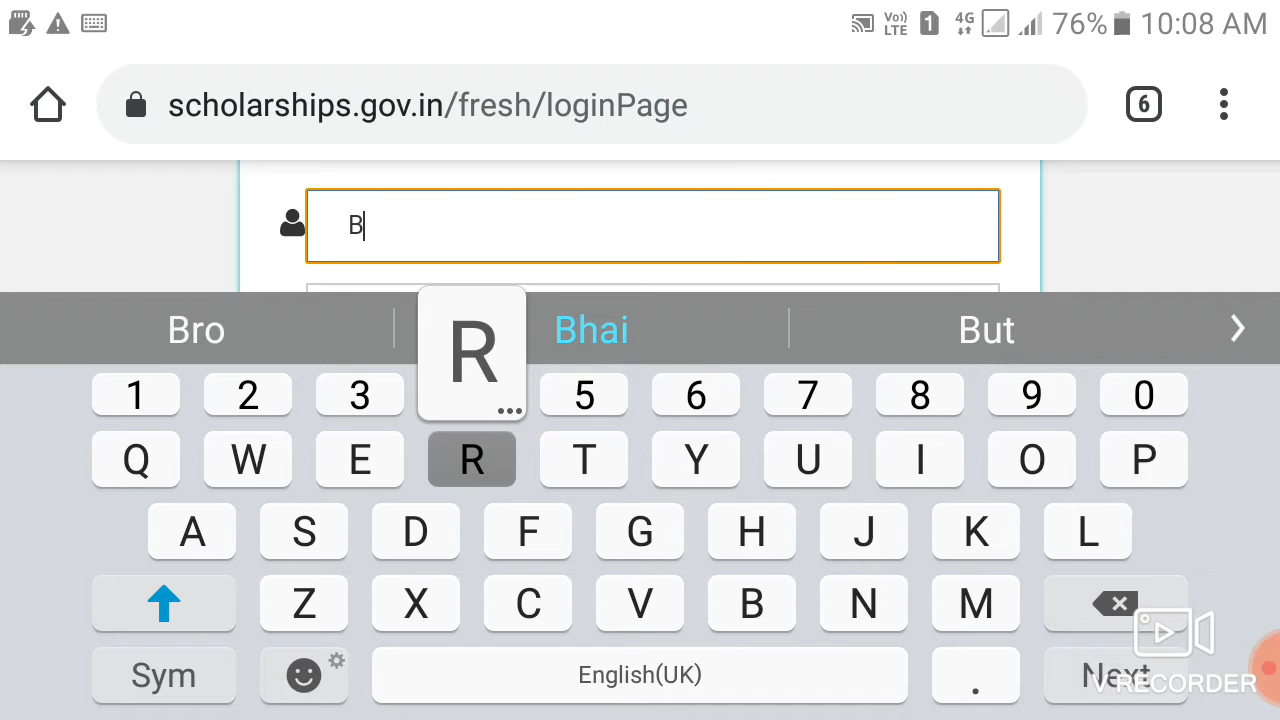 Vo)) LTE 1 4G 76% 10:08 AM
scholarships.gov.in/fresh/loginPage 6
B
Bro Bhai But
R
1 2 3 5 6 7 8 9 0
Q W E R T Y U I O P
A S D F G H J K L
Z X C V B N M
Sym English(UK) . Next
V RECORDER